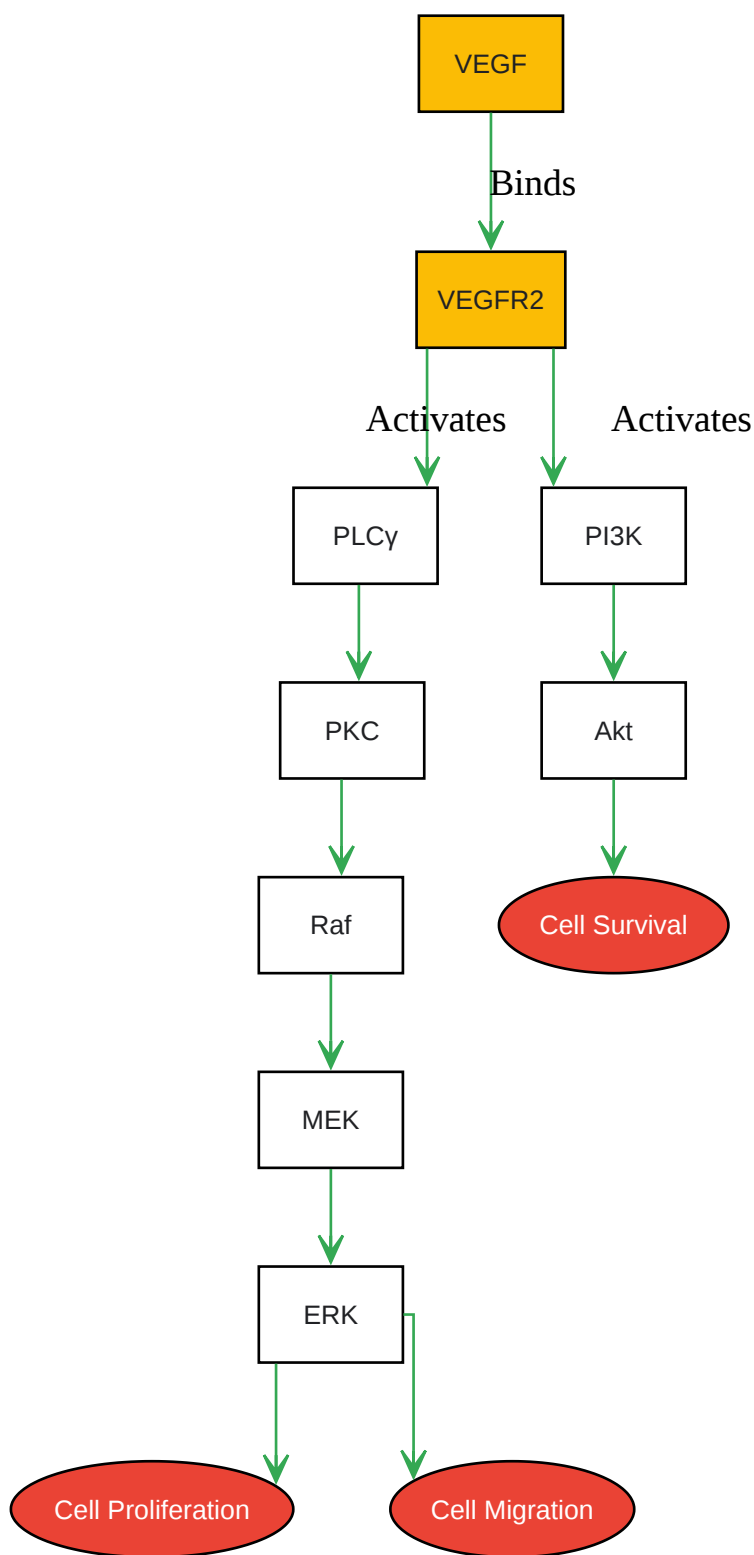 VEGF
Binds
VEGFR2
Activates
Activates
PLCγ
PI3K
PKC
Akt
Raf
Cell Survival
MEK
ERK
Cell Proliferation
Cell Migration